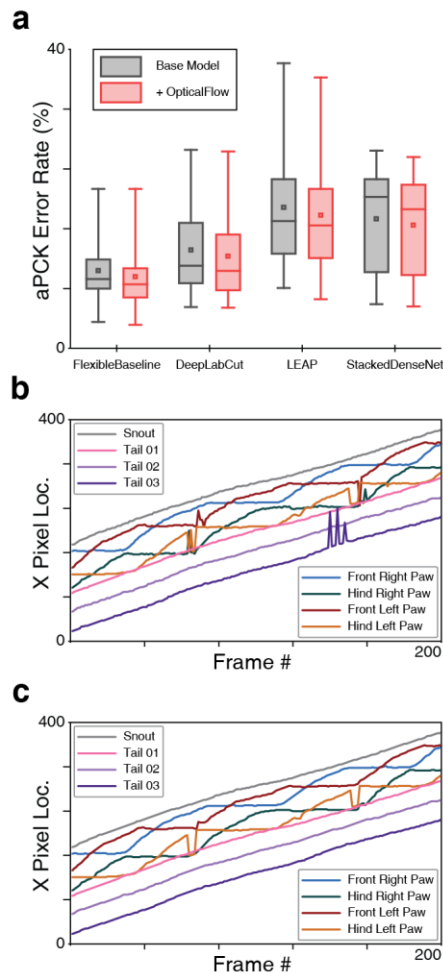 a
40
Base Model
+ OpticalFlow
aPCK Error Rate (%)
0
FlexibleBaseline DeepLabCut LEAP StackedDenseNet
b
400
Snout
Tail 01
Tail 02
Tail 03
X Pixel Loc.
Front Right Paw
Hind Right Paw
Front Left Paw
Hind Left Paw
0
Frame # 200
c
400
Snout
Tail 01
Tail 02
Tail 03
X Pixel Loc.
Front Right Paw
Hind Right Paw
Front Left Paw
Hind Left Paw
0
Frame # 200